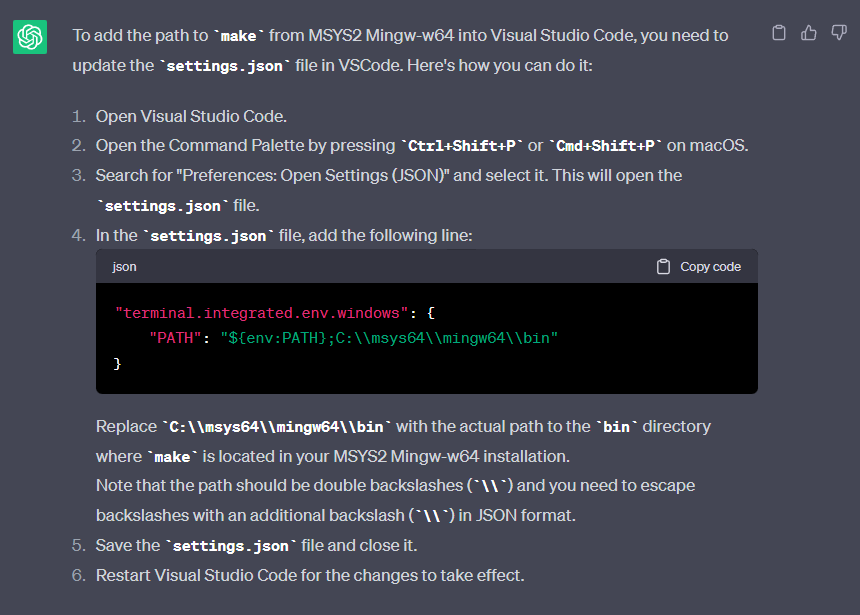 To add the path to `make` from MSYS2 Mingw-w64 into Visual Studio Code, you need to
update the `settings.json` file in VSCode. Here's how you can do it:
1. Open Visual Studio Code.
2. Open the Command Palette by pressing `Ctrl+Shift+P` or `Cmd+Shift+P` on macOS.
3. Search for "Preferences: Open Settings (JSON)" and select it. This will open the
`settings.json` file.
4. In the `settings.json` file, add the following line:
json Copy code
"terminal.integrated.env.windows": {
    "PATH": "${env:PATH};C:\\msys64\\mingw64\\bin"
}
Replace `C:\\msys64\\mingw64\\bin` with the actual path to the `bin` directory
where `make` is located in your MSYS2 Mingw-w64 installation.
Note that the path should be double backslashes (`\\`) and you need to escape
backslashes with an additional backslash (`\\`) in JSON format.
5. Save the `settings.json` file and close it.
6. Restart Visual Studio Code for the changes to take effect.